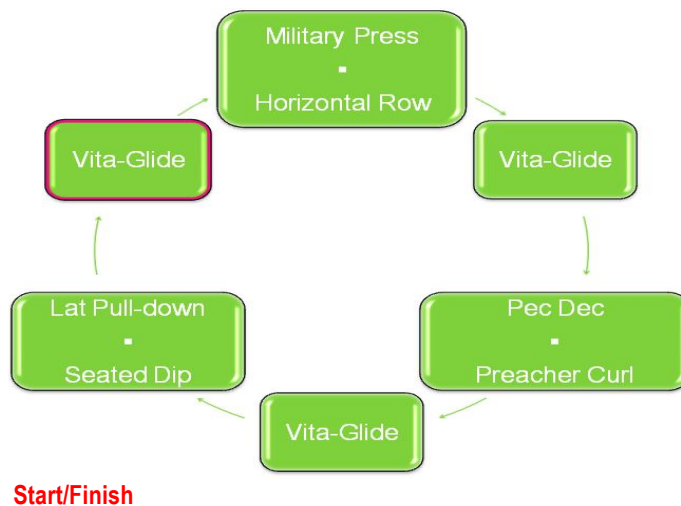 Military Press
▪
Horizontal Row
Vita-Glide
Vita-Glide
Lat Pull-down
▪
Seated Dip
Pec Dec
▪
Preacher Curl
Vita-Glide
Start/Finish